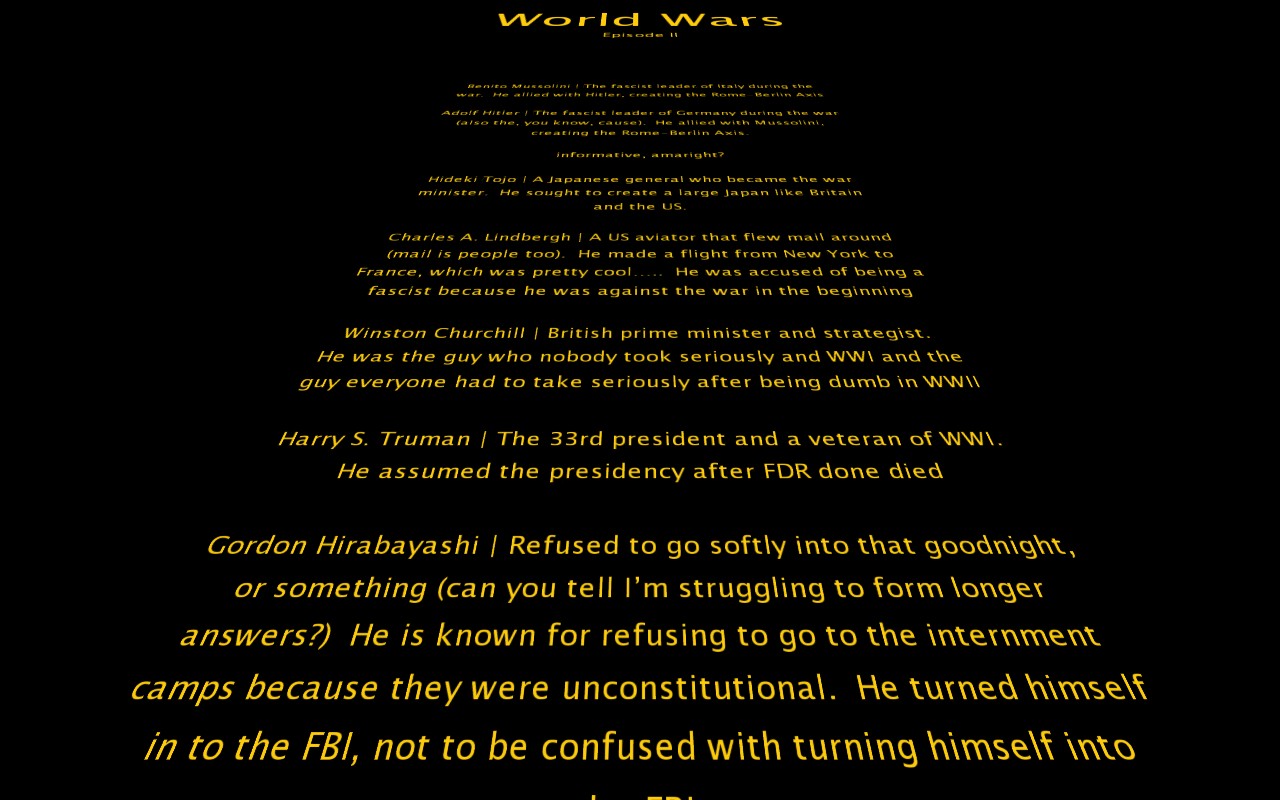 World Wars
Episode II
Benito Mussolini | The fascist leader of Italy during the
war.  He allied with Hitler, creating the Rome-Berlin Axis
Adolf Hitler | The fascist leader of Germany during the war
(also the, you know, cause).  He allied with Mussolini,
creating the Rome-Berlin Axis.
informative, amaright?
Hideki Tojo | A Japanese general who became the war
minister.  He sought to create a large Japan like Britain
and the US.
Charles A. Lindbergh | A US aviator that flew mail around
(mail is people too).  He made a flight from New York to
France, which was pretty cool.....  He was accused of being a
fascist because he was against the war in the beginning
Winston Churchill | British prime minister and strategist.
He was the guy who nobody took seriously and WWI and the
guy everyone had to take seriously after being dumb in WWII
Harry S. Truman | The 33rd president and a veteran of WWI.
He assumed the presidency after FDR done died
Gordon Hirabayashi | Refused to go softly into that goodnight,
or something (can you tell I'm struggling to form longer
answers?)  He is known for refusing to go to the internment
camps because they were unconstitutional.  He turned himself
in to the FBI, not to be confused with turning himself into